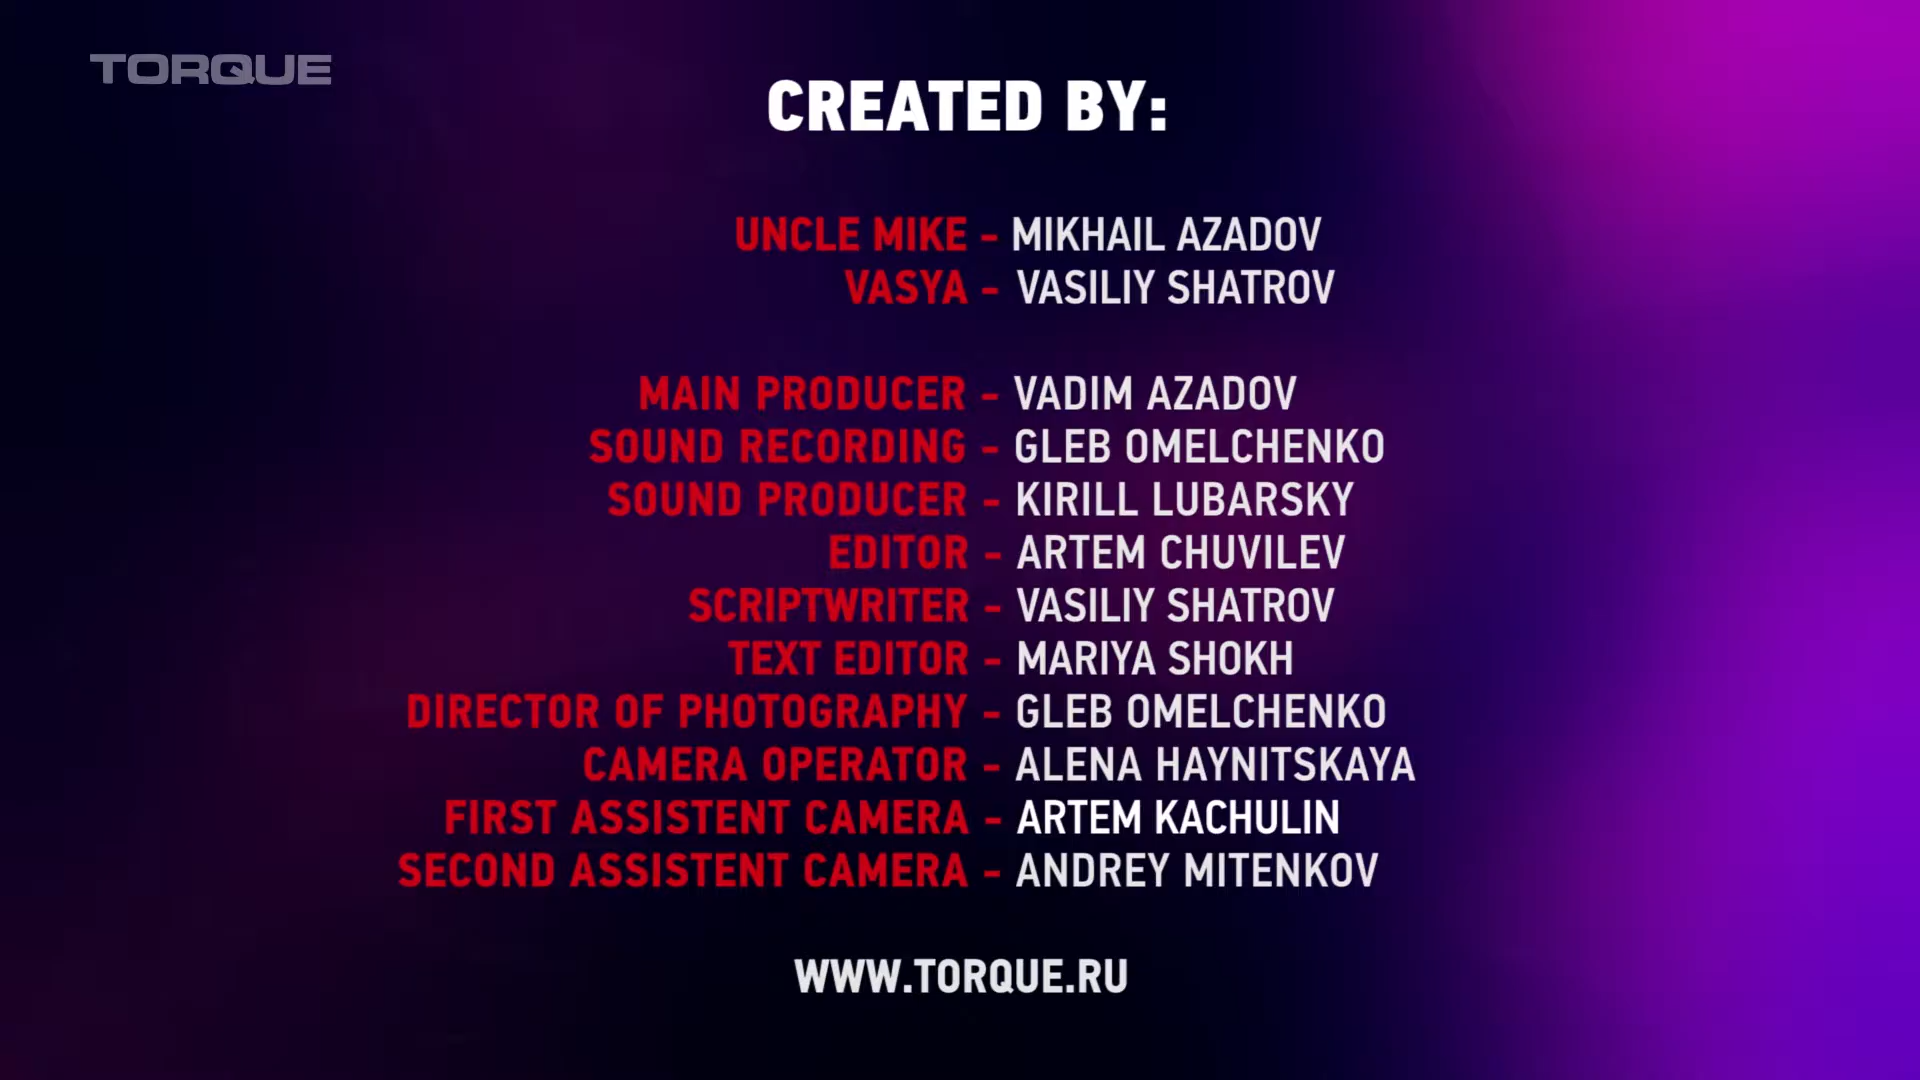 TORQUE
CREATED BY:
UNCLE MIKE - MIKHAIL AZADOV
VASYA - VASILIY SHATROV
MAIN PRODUCER - VADIM AZADOV
SOUND RECORDING - GLEB OMELCHENKO
SOUND PRODUCER - KIRILL LUBARSKY
EDITOR - ARTEM CHUVILEV
SCRIPTWRITER - VASILIY SHATROV
TEXT EDITOR - MARIYA SHOKH
DIRECTOR OF PHOTOGRAPHY - GLEB OMELCHENKO
CAMERA OPERATOR - ALENA HAYNITSKAYA
FIRST ASSISTENT CAMERA - ARTEM KACHULIN
SECOND ASSISTENT CAMERA - ANDREY MITENKOV
WWW.TORQUE.RU